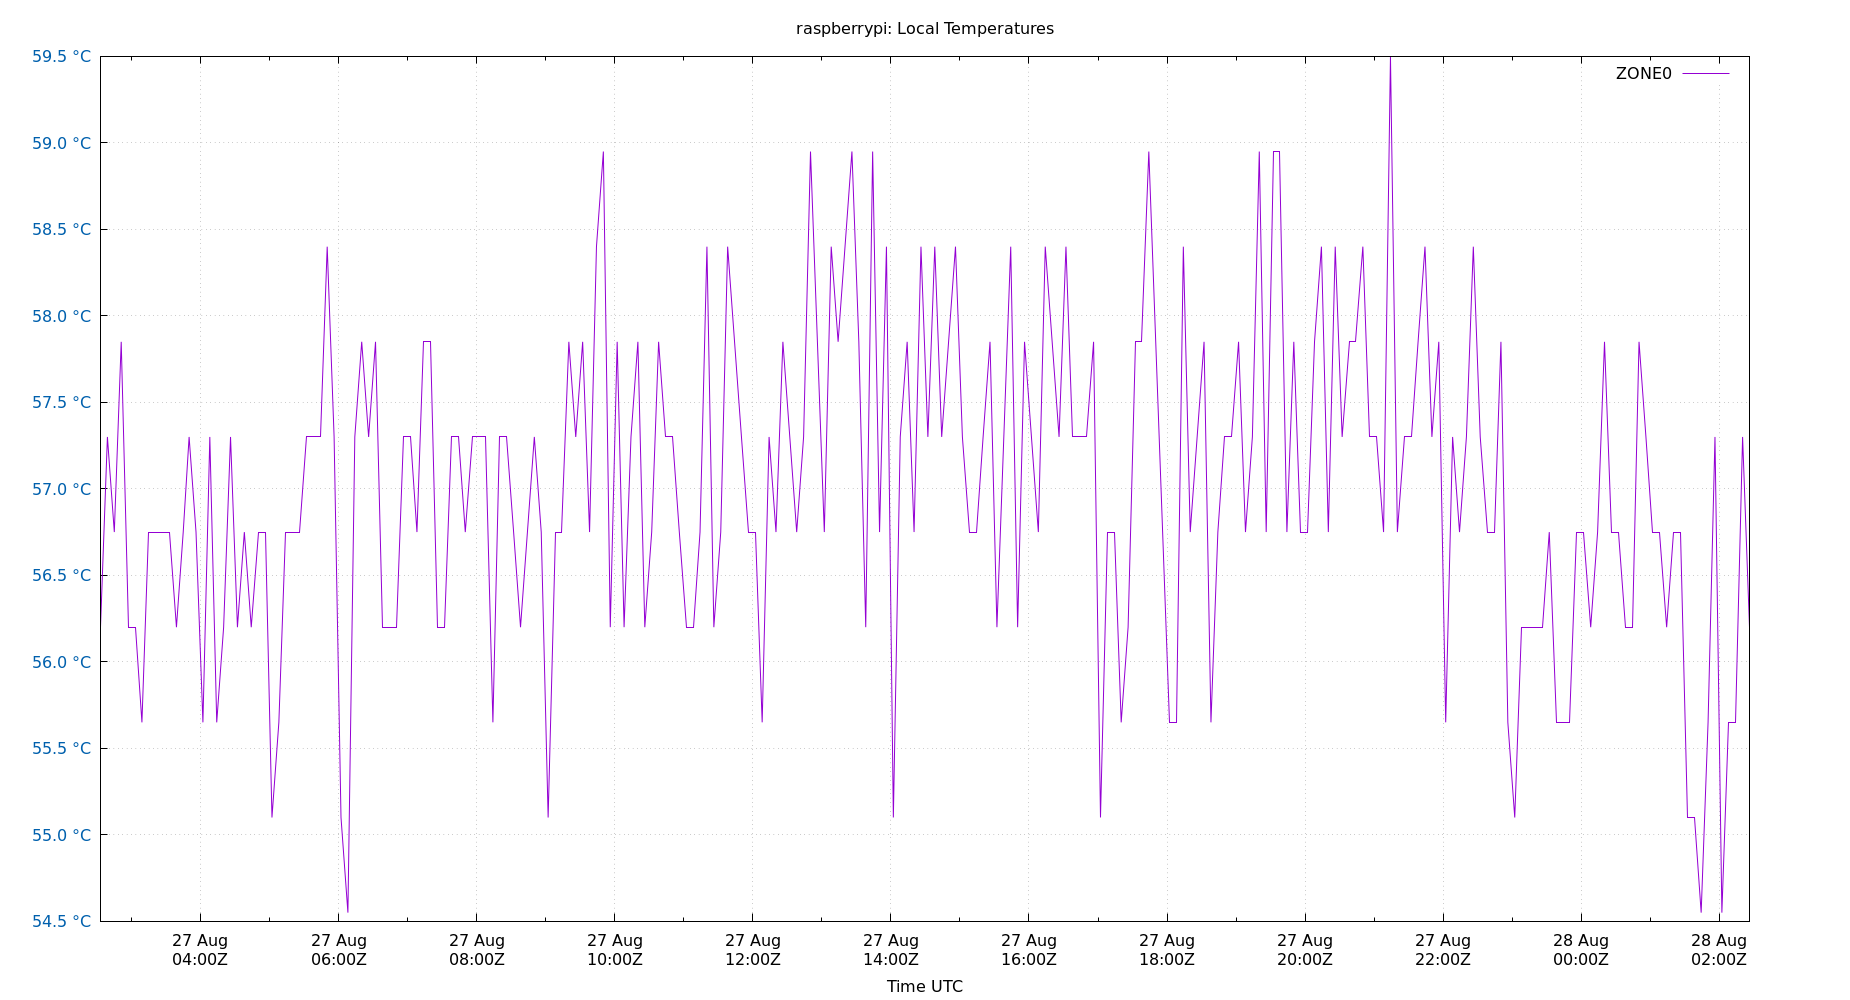 raspberrypi: Local Temperatures
59.5 °C
ZONE0
59.0 °C
58.5 °C
58.0 °C
57.5 °C
57.0 °C
56.5 °C
56.0 °C
55.5 °C
55.0 °C
54.5 °C
27 Aug 27 Aug 27 Aug 27 Aug 27 Aug 27 Aug 27 Aug 27 Aug 27 Aug 27 Aug 28 Aug 28 Aug
04:00Z 06:00Z 08:00Z 10:00Z 12:00Z 14:00Z 16:00Z 18:00Z 20:00Z 22:00Z 00:00Z 02:00Z
Time UTC